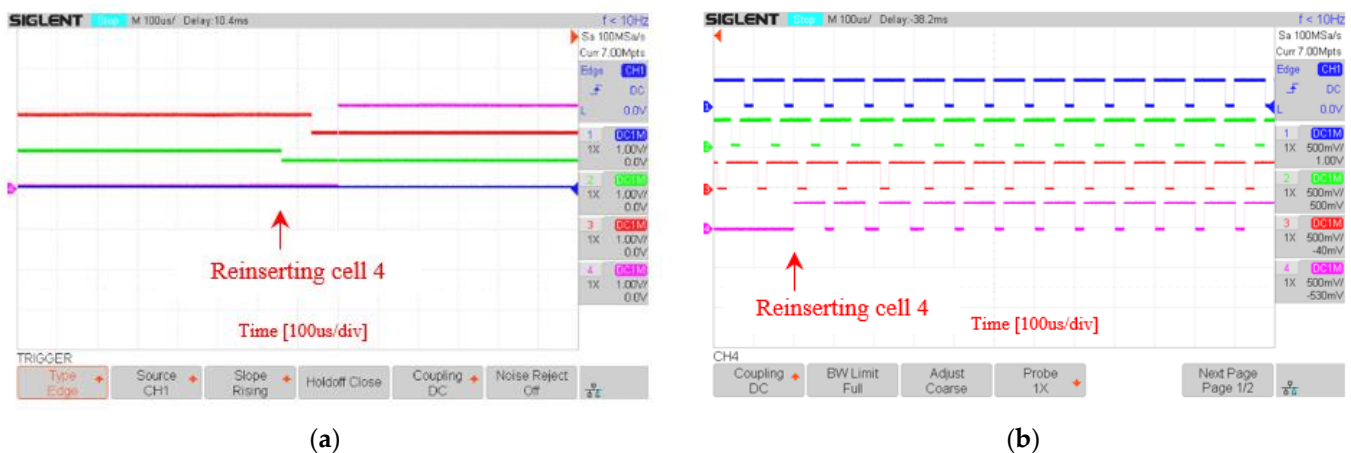 SIGLENT Stop M 100us/ Delay:10.4ms f < 10Hz
Sa 100MSa/s
Curr 7.00Mpts
Edge CH1
DC
L 0.0V
1 DC1M
1X 1.00V/
0.0V
2 DC1M
1X 1.00V/
0.0V
3 DC1M
1X 1.00V/
0.0V
4 DC1M
1X 1.00V/
0.0V
Reinserting cell 4
Time [100us/div]
TRIGGER
Type Edge
Source CH1
Slope Rising
Holdoff Close
Coupling DC
Noise Reject Off
(a)
SIGLENT Stop M 100us/ Delay:-38.2ms f < 10Hz
Sa 100MSa/s
Curr 7.00Mpts
Edge CH1
DC
L 0.0V
1 DC1M
1X 500mV/
1.00V
2 DC1M
1X 500mV/
500mV
3 DC1M
1X 500mV/
-40mV
4 DC1M
1X 500mV/
-530mV
Reinserting cell 4
Time [100us/div]
CH4
Coupling DC
BW Limit Full
Adjust Coarse
Probe 1X
Next Page Page 1/2
(b)